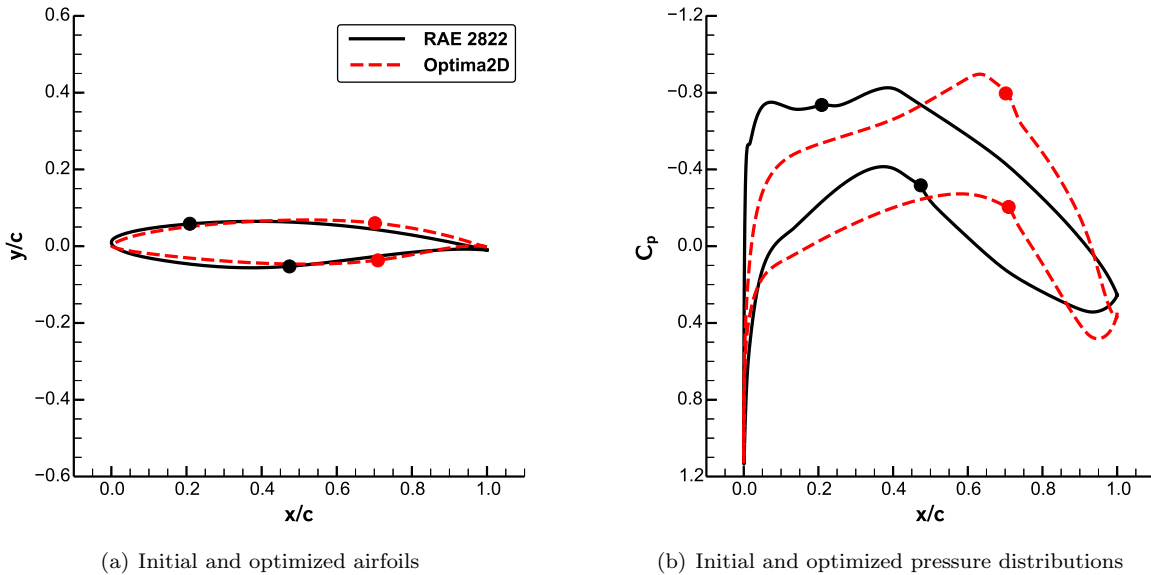 0.6
0.4
0.2
0.0
−0.2
−0.4
−0.6
y/c
0.0 0.2 0.4 0.6 0.8 1.0
x/c
RAE 2822
Optima2D
−1.2
−0.8
−0.4
0.0
0.4
0.8
1.2
Cp
0.0 0.2 0.4 0.6 0.8 1.0
x/c
(a) Initial and optimized airfoils
(b) Initial and optimized pressure distributions